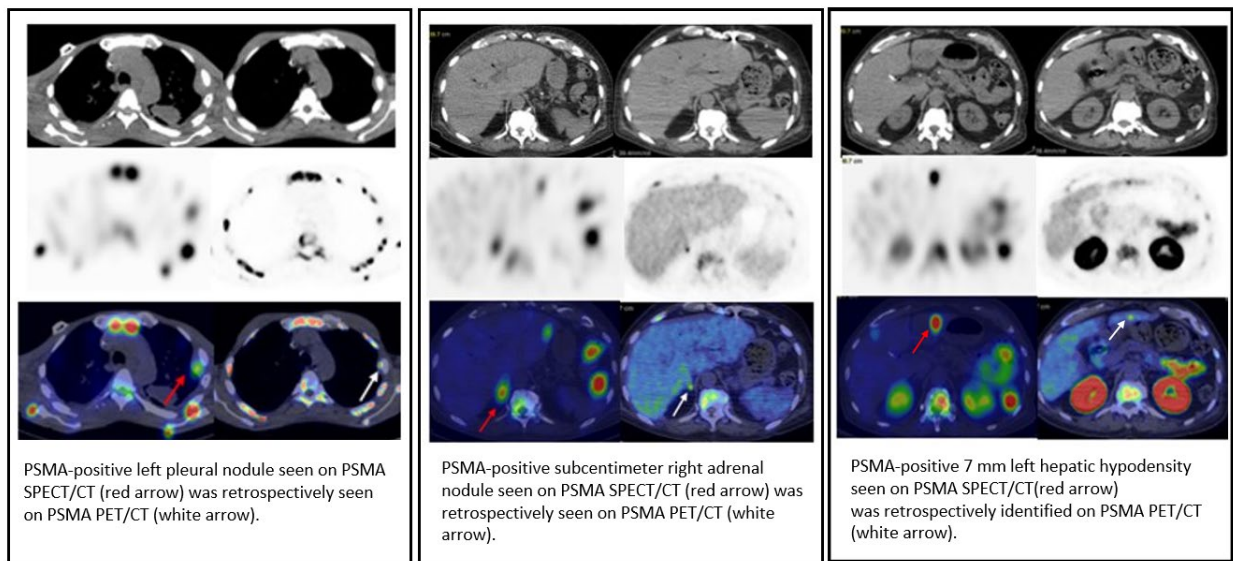 PSMA-positive left pleural nodule seen on PSMA
SPECT/CT (red arrow) was retrospectively seen
on PSMA PET/CT (white arrow).
PSMA-positive subcentimeter right adrenal
nodule seen on PSMA SPECT/CT (red arrow) was
retrospectively seen on PSMA PET/CT (white
arrow).
PSMA-positive 7 mm left hepatic hypodensity
seen on PSMA SPECT/CT(red arrow)
was retrospectively identified on PSMA PET/CT
(white arrow).